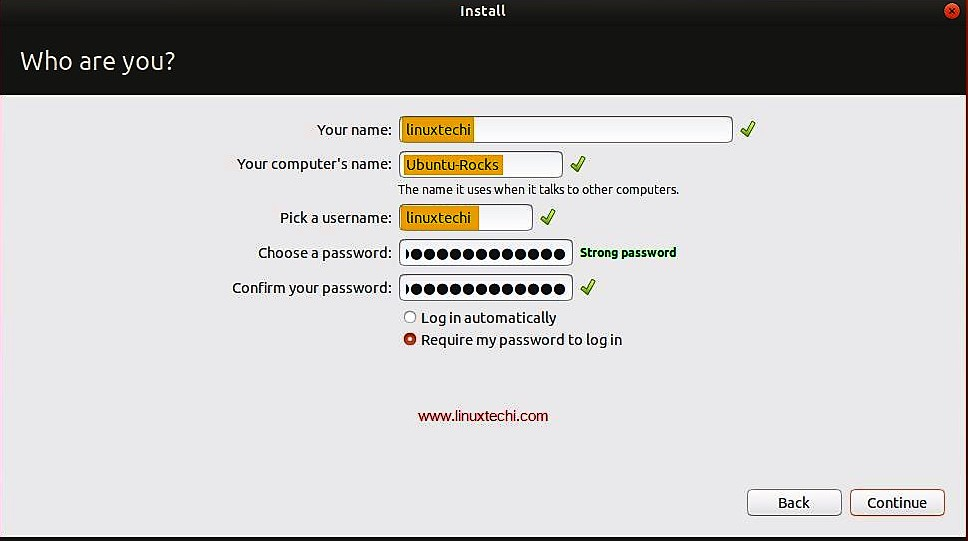 Install
Who are you?
Your name: linuxtechi
Your computer's name: Ubuntu-Rocks
The name it uses when it talks to other computers.
Pick a username: linuxtechi
Choose a password: Strong password
Confirm your password:
Log in automatically
Require my password to log in
www.linuxtechi.com
Back Continue